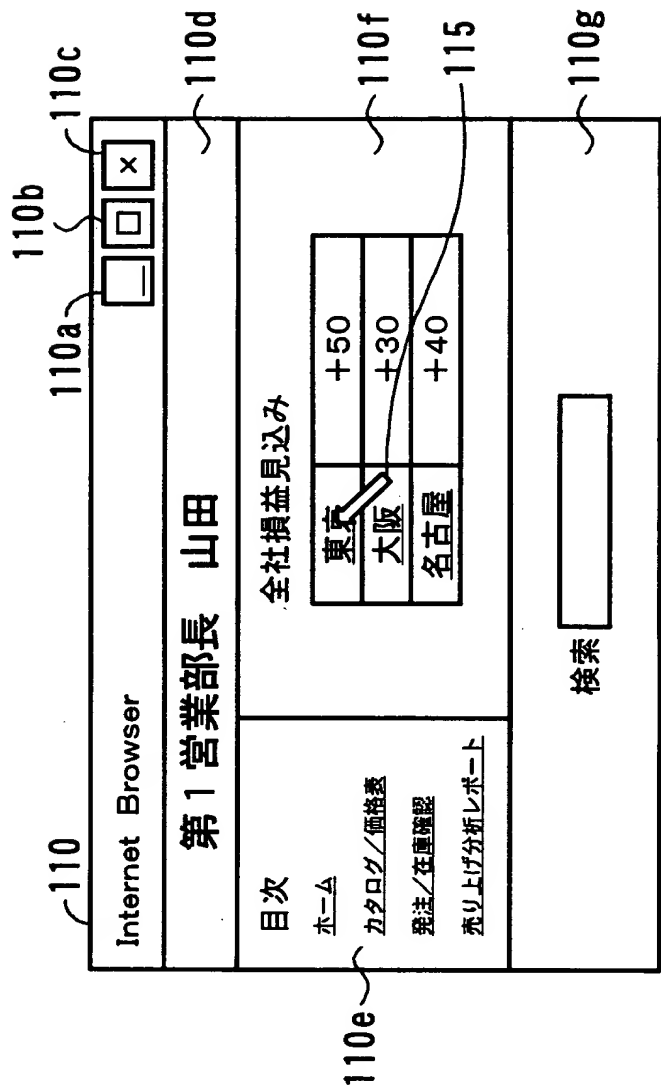 110
110a
110b
110c
Internet Browser
第1営業部長 山田
110d
目次
ホーム
カタログ/価格表
発注/在庫確認
売り上げ分析レポート
110e
全社損益見込み
東京 +50
大阪 +30
名古屋 +40
110f
115
検索
110g